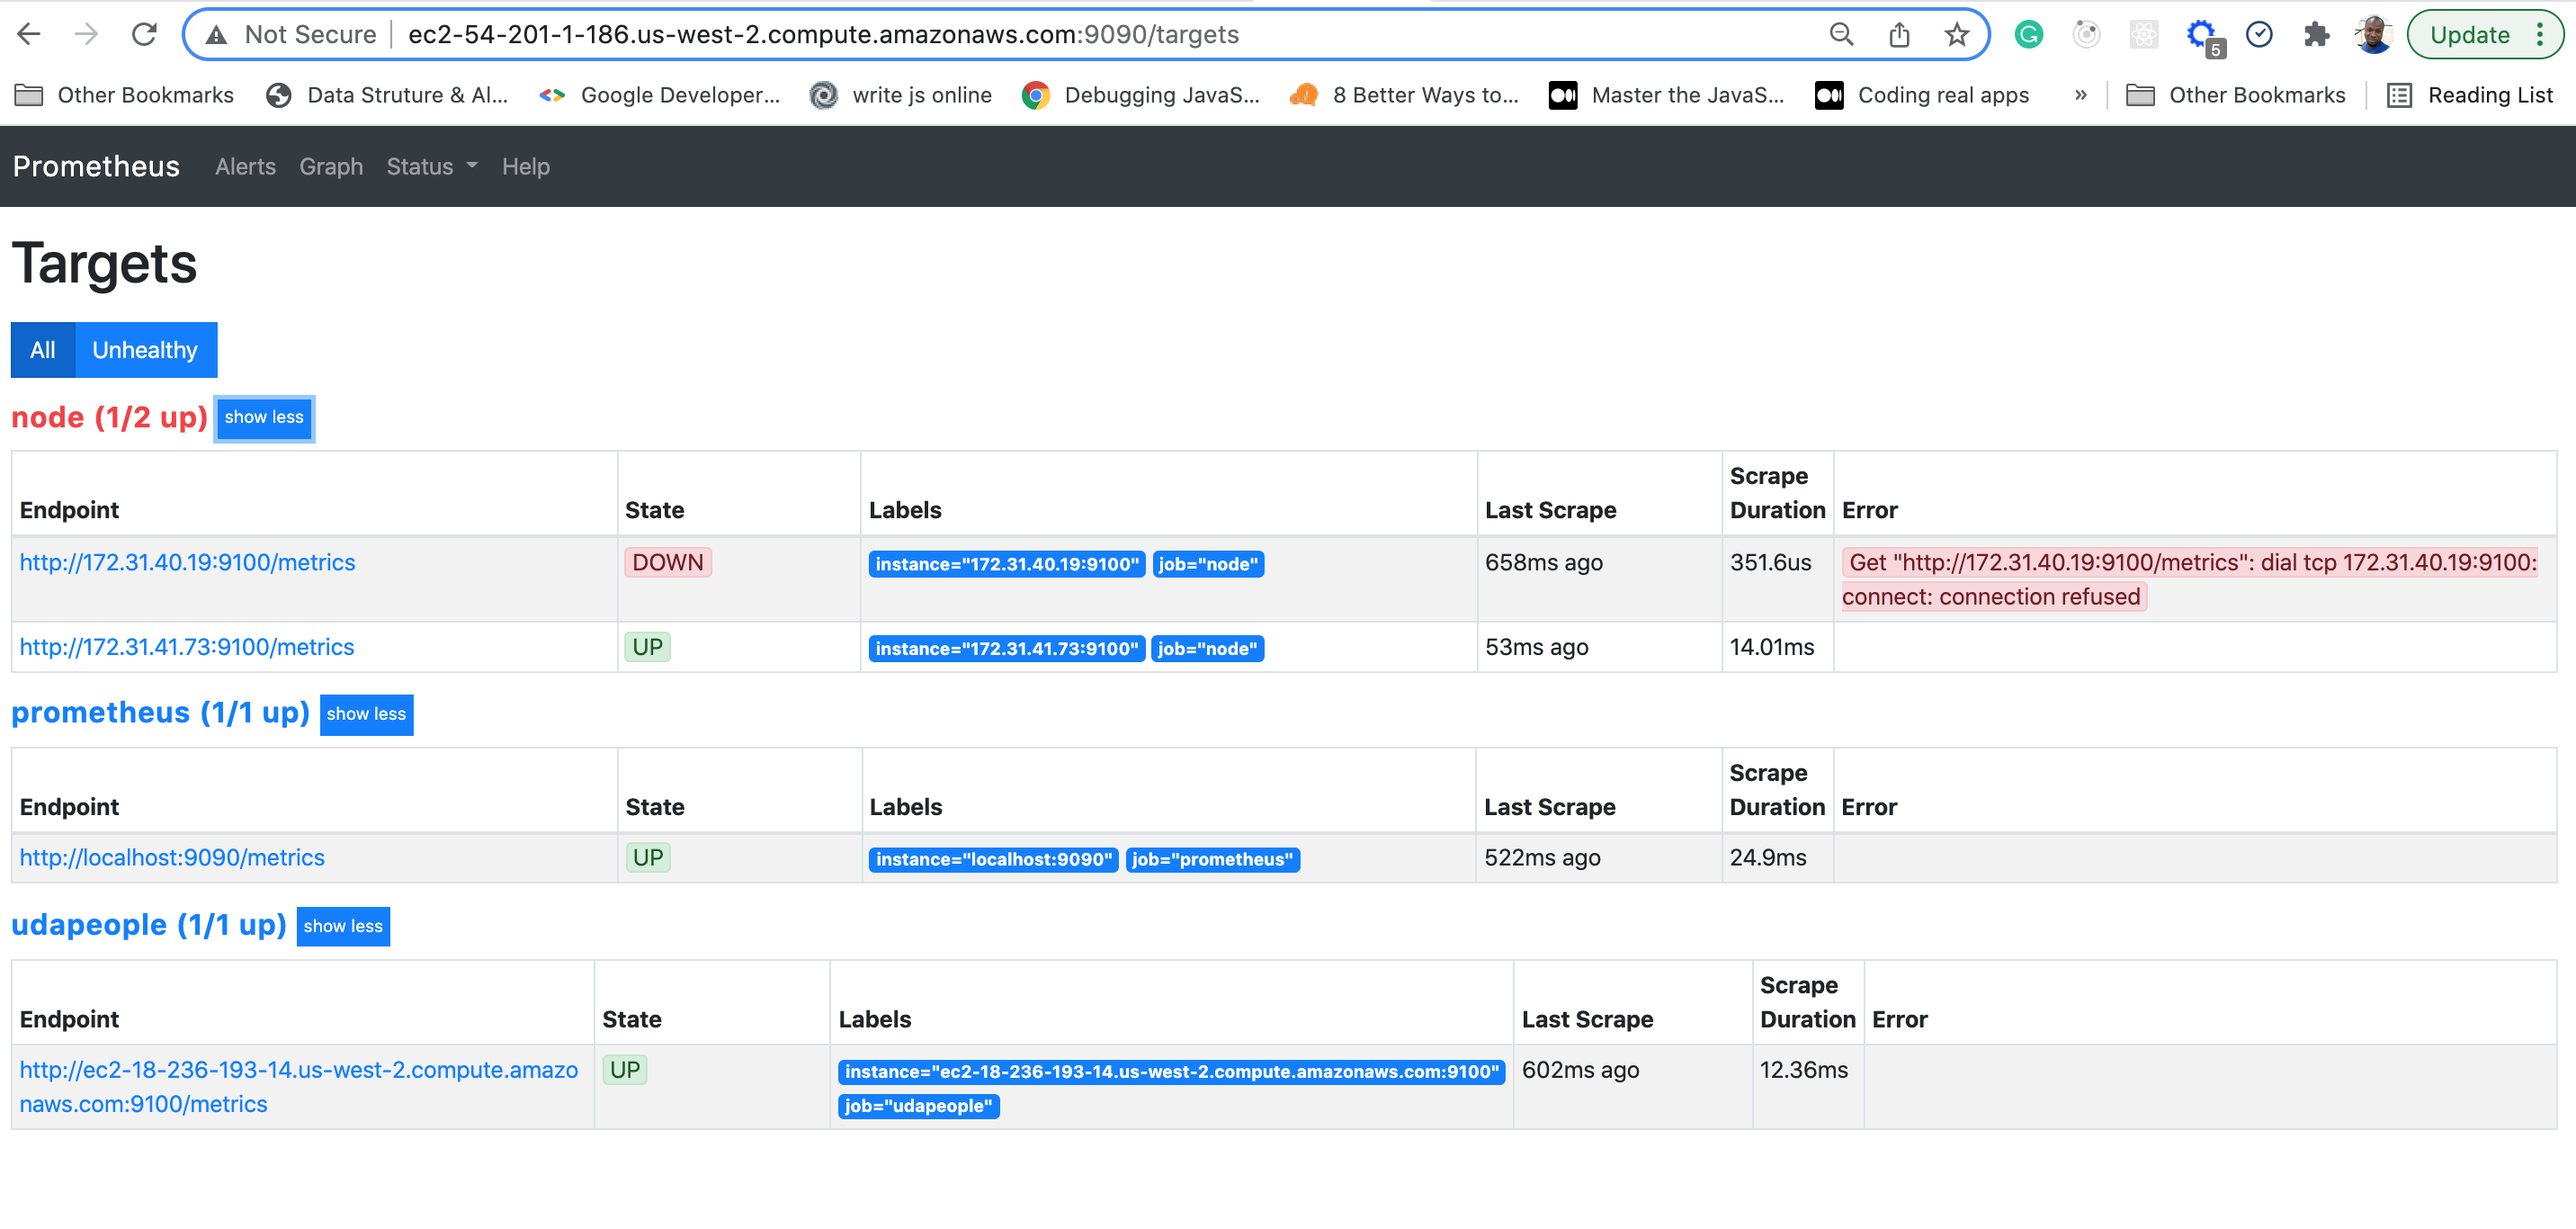 Not Secure | ec2-54-201-1-186.us-west-2.compute.amazonaws.com:9090/targets
5
Update
Other Bookmarks
Data Struture & Al...
Google Developer...
write js online
Debugging JavaS...
8 Better Ways to...
Master the JavaS...
Coding real apps
»
Other Bookmarks
Reading List
Prometheus Alerts Graph Status Help
Targets
All Unhealthy
node (1/2 up) show less
Endpoint State Labels Last Scrape Scrape Duration Error
http://172.31.40.19:9100/metrics DOWN instance="172.31.40.19:9100" job="node" 658ms ago 351.6us Get "http://172.31.40.19:9100/metrics": dial tcp 172.31.40.19:9100:
connect: connection refused
http://172.31.41.73:9100/metrics UP instance="172.31.41.73:9100" job="node" 53ms ago 14.01ms
prometheus (1/1 up) show less
Endpoint State Labels Last Scrape Scrape Duration Error
http://localhost:9090/metrics UP instance="localhost:9090" job="prometheus" 522ms ago 24.9ms
udapeople (1/1 up) show less
Endpoint State Labels Last Scrape Scrape Duration Error
http://ec2-18-236-193-14.us-west-2.compute.amazo UP instance="ec2-18-236-193-14.us-west-2.compute.amazonaws.com:9100" 602ms ago 12.36ms
naws.com:9100/metrics job="udapeople"